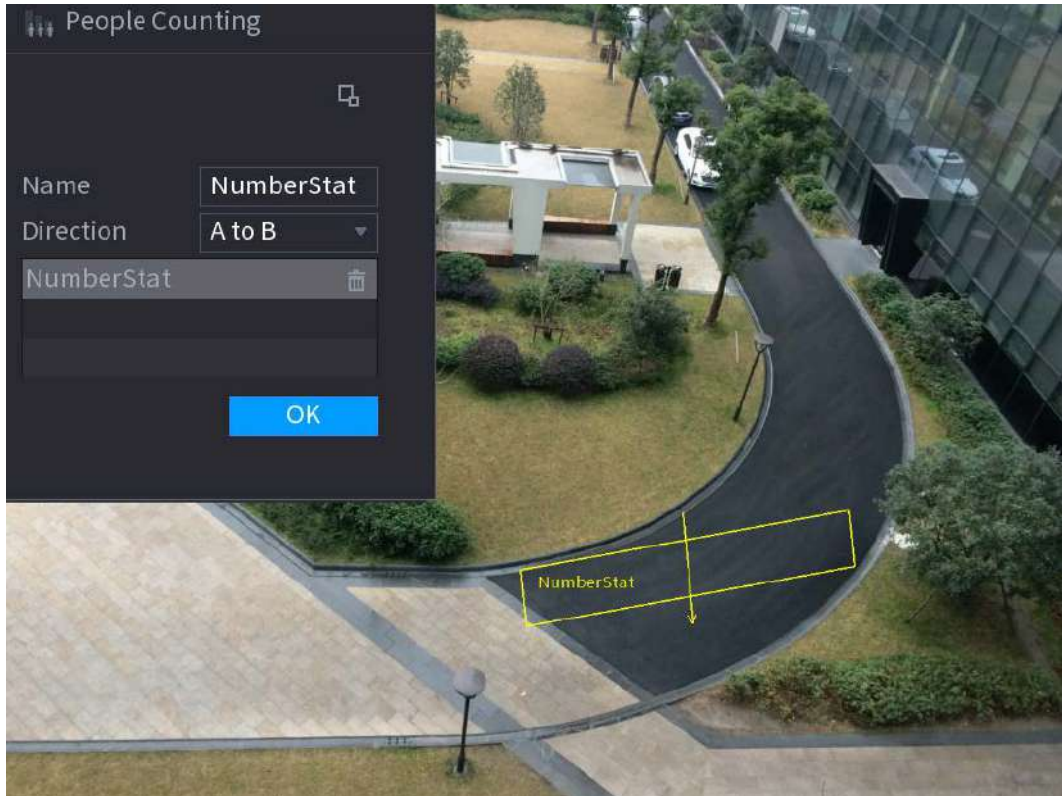 People Counting
Name NumberStat
Direction A to B
NumberStat
OK
NumberStat